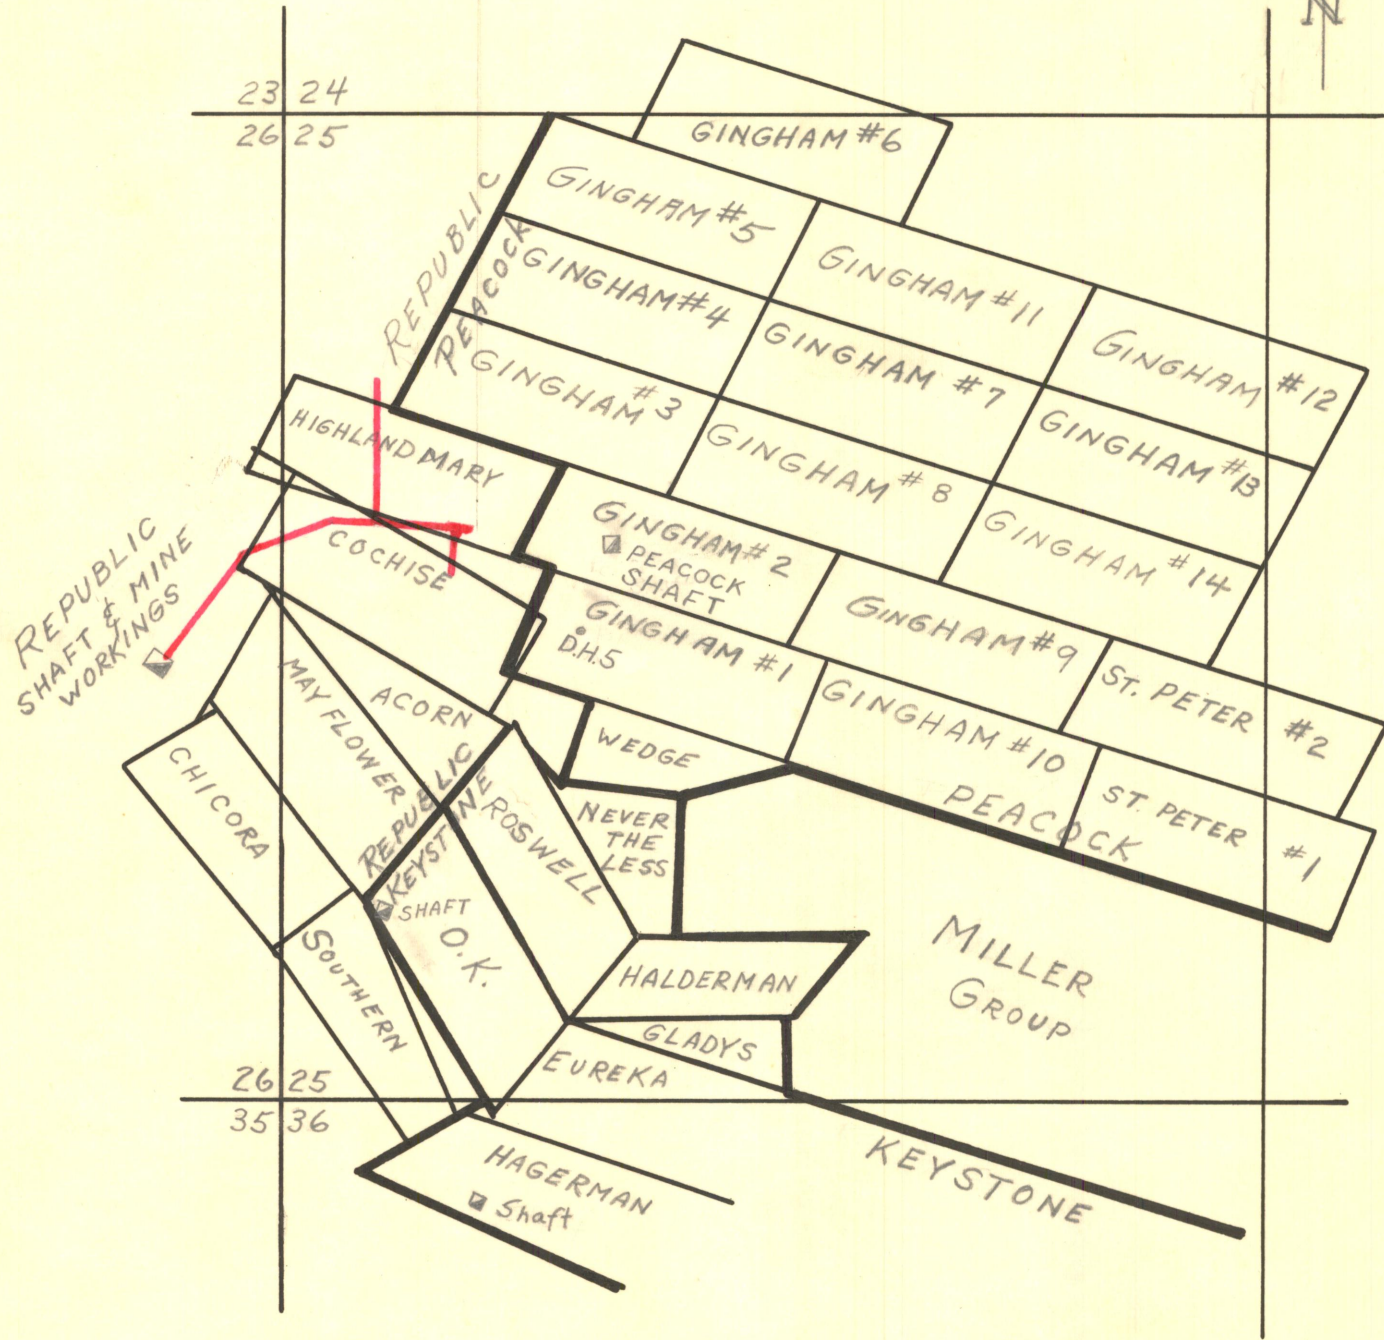 N
23 24
26 25
GINGHAM #6
GINGHAM #5
REPUBLIC
PEACOCK
GINGHAM #4
GINGHAM #11
GINGHAM #3
GINGHAM #7
GINGHAM #12
HIGHLAND MARY
GINGHAM #8
GINGHAM #13
COCHISE
GINGHAM #2
PEACOCK
SHAFT
GINGHAM #14
REPUBLIC
SHAFT & MINE
WORKINGS
GINGHAM #1
D.H.5
GINGHAM #9
ST. PETER #2
MAY FLOWER
ACORN
WEDGE
GINGHAM #10
PEACOCK
ST. PETER #1
CHICORA
REPUBLIC
KEYSTONE
ROSWELL
NEVER
THE
LESS
SHAFT
O.K.
SOUTHERN
HALDERMAN
MILLER
GROUP
GLADYS
EUREKA
26 25
35 36
HAGERMAN
Shaft
KEYSTONE